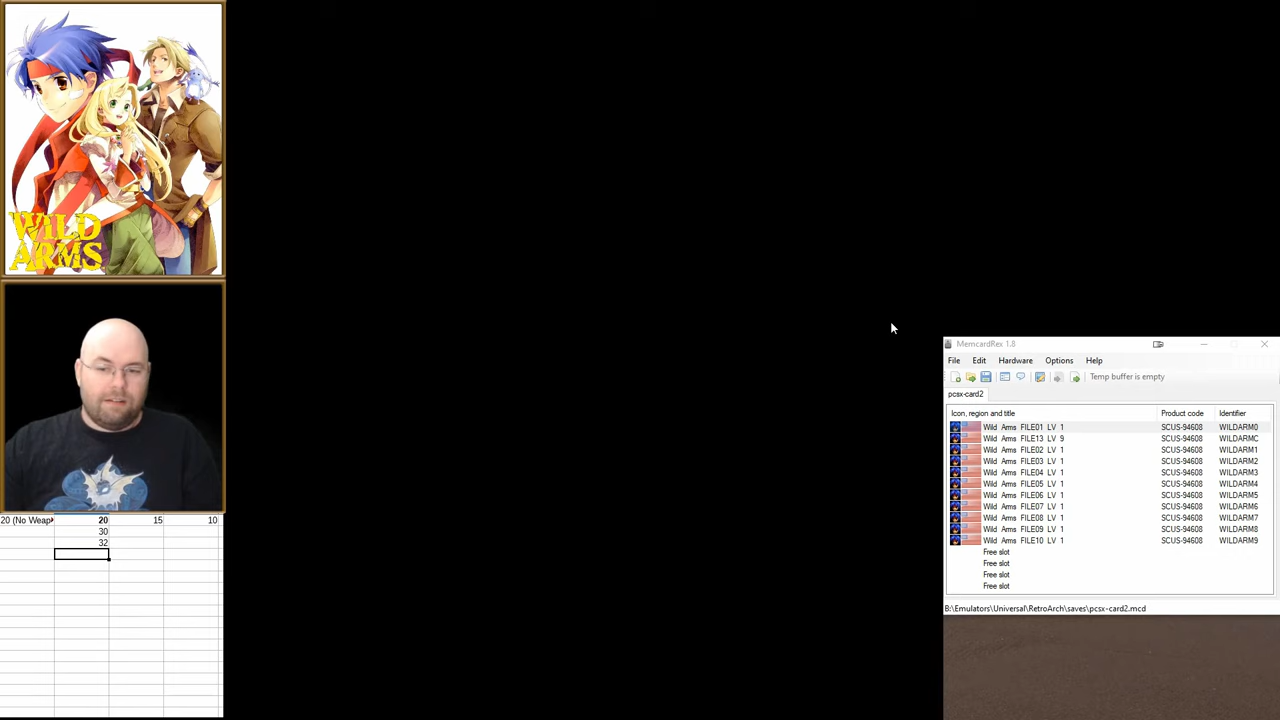 WILD
ARMS
20 (No Weap 20 15 10
30
32
MemcardRex 1.8
File Edit Hardware Options Help
Temp buffer is empty
pcsx-card2
Icon, region and title Product code Identifier
Wild Arms FILE01 LV 1 SCUS-94608 WILDARM0
Wild Arms FILE13 LV 9 SCUS-94608 WILDARMC
Wild Arms FILE02 LV 1 SCUS-94608 WILDARM1
Wild Arms FILE03 LV 1 SCUS-94608 WILDARM2
Wild Arms FILE04 LV 1 SCUS-94608 WILDARM3
Wild Arms FILE05 LV 1 SCUS-94608 WILDARM4
Wild Arms FILE06 LV 1 SCUS-94608 WILDARM5
Wild Arms FILE07 LV 1 SCUS-94608 WILDARM6
Wild Arms FILE08 LV 1 SCUS-94608 WILDARM7
Wild Arms FILE09 LV 1 SCUS-94608 WILDARM8
Wild Arms FILE10 LV 1 SCUS-94608 WILDARM9
Free slot
Free slot
Free slot
Free slot
B:\Emulators\Universal\RetroArch\saves\pcsx-card2.mcd